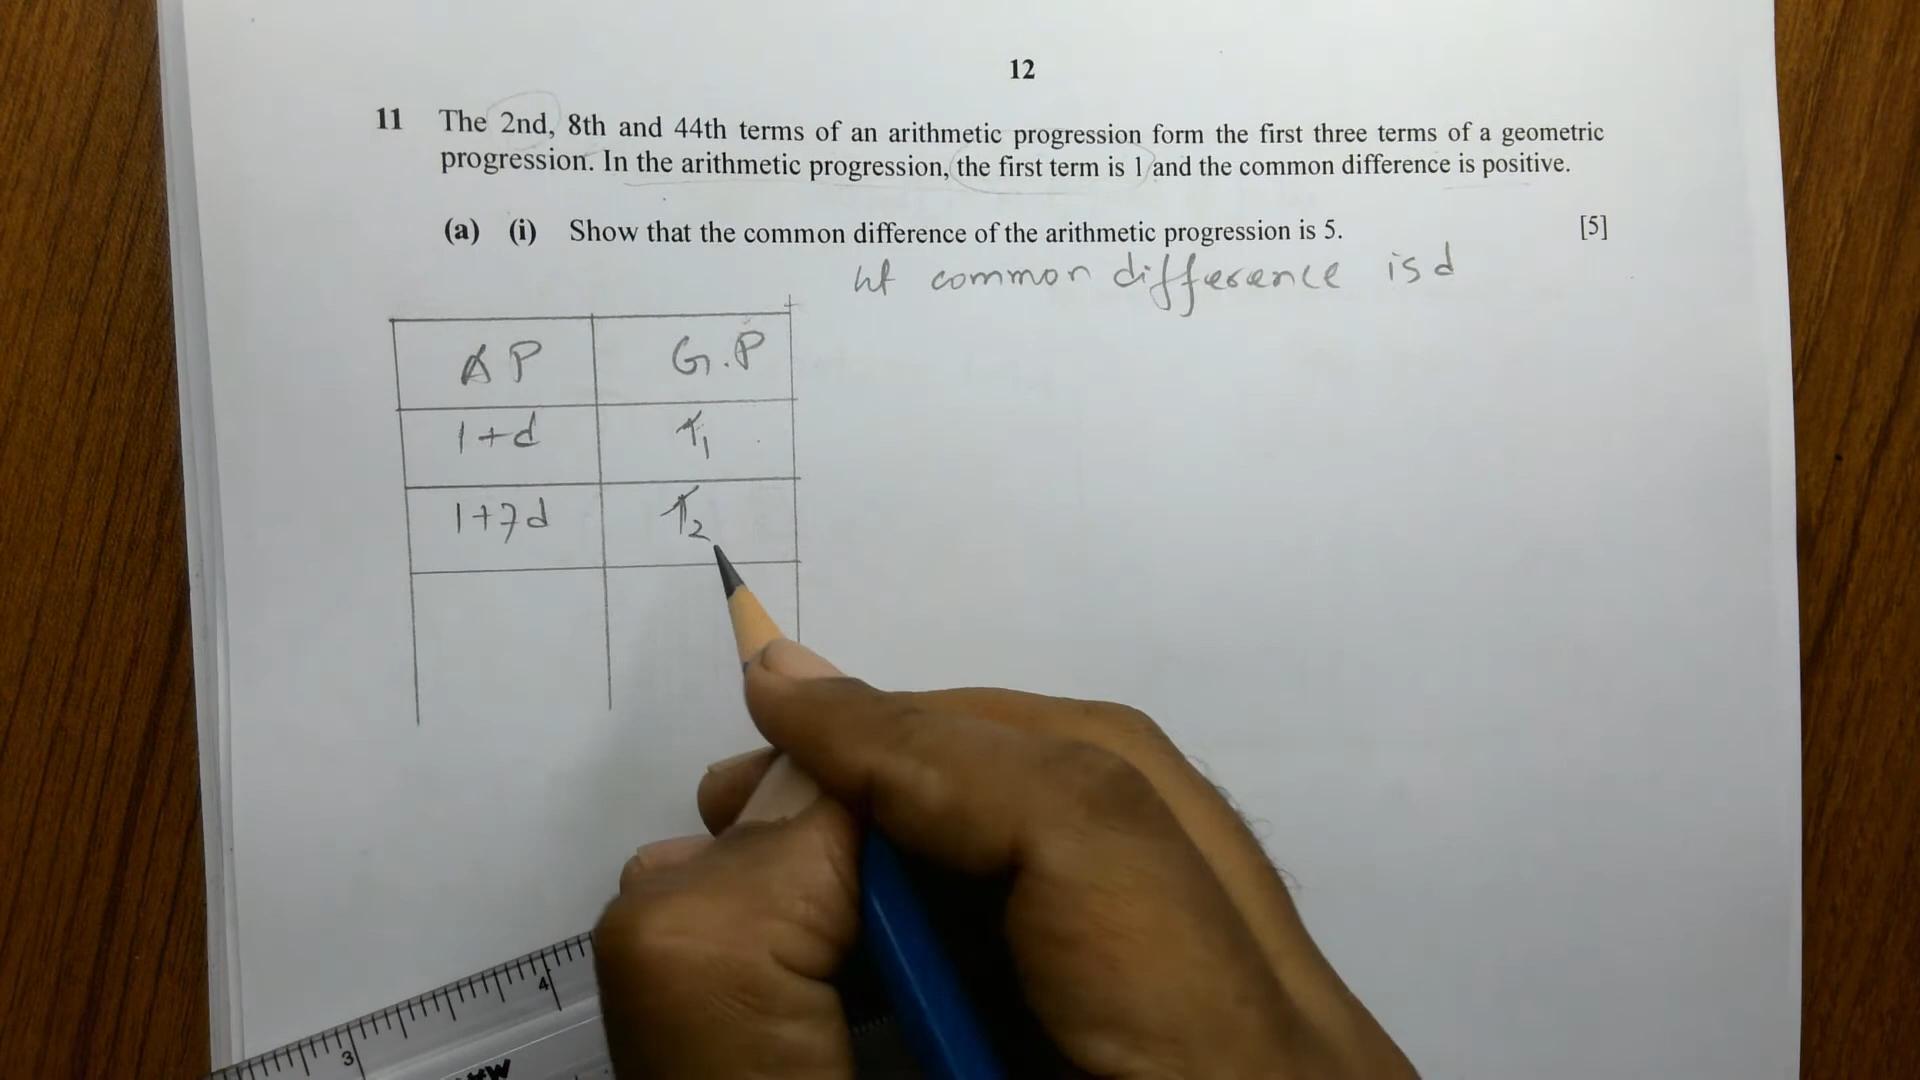 12
11 The 2nd, 8th and 44th terms of an arithmetic progression form the first three terms of a geometric
progression. In the arithmetic progression, the first term is 1 and the common difference is positive.
(a) (i) Show that the common difference of the arithmetic progression is 5. [5]
common difference is d
AP G.P
1+d T1
1+7d T2
3 4